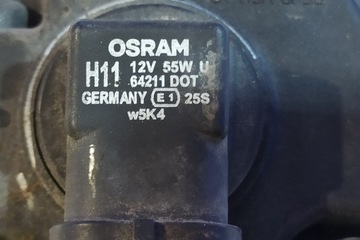 OSRAM
H11 12V 55W U
64211 DOT
GERMANY E1 25S
w5K4